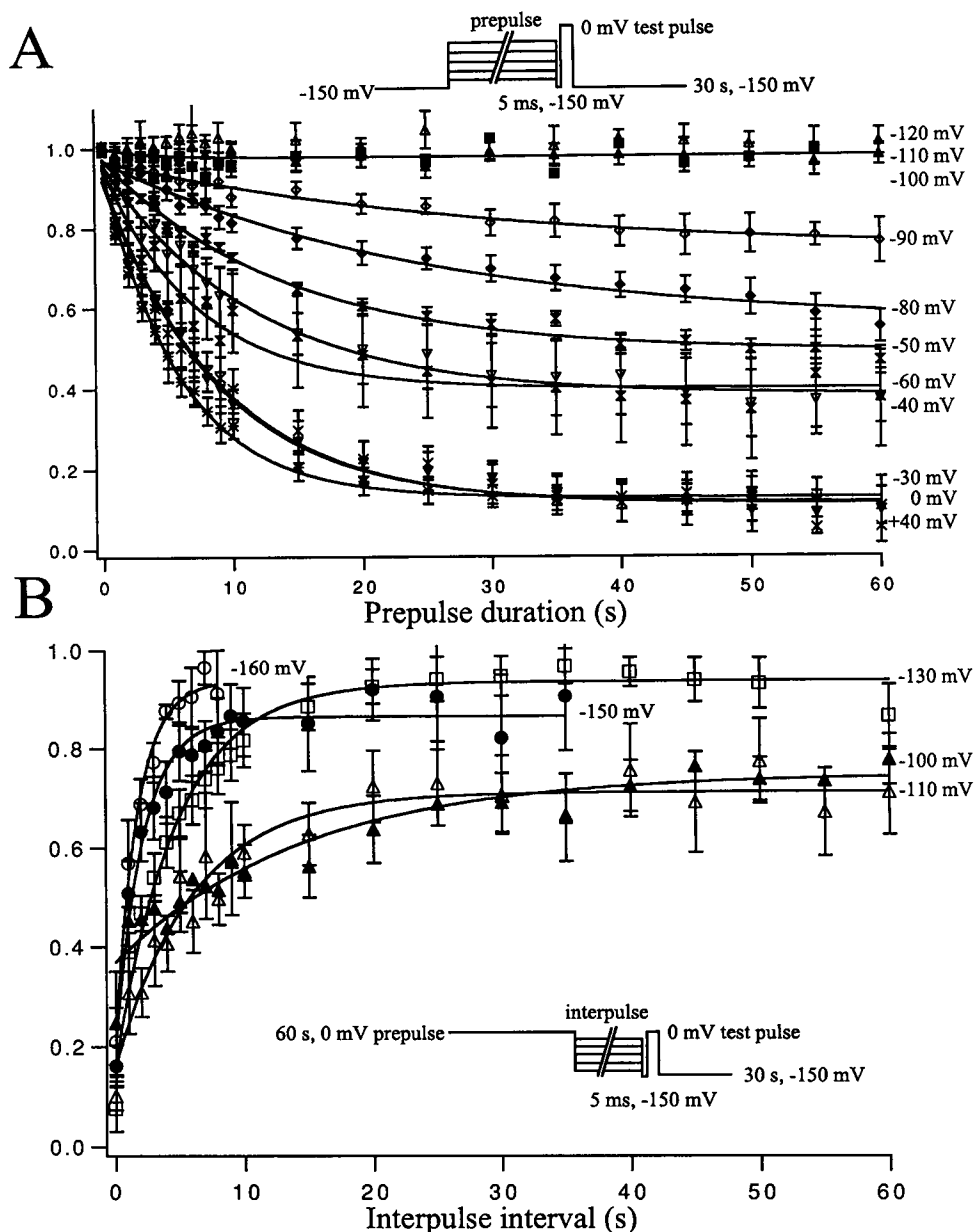 A
prepulse
0 mV test pulse
-150 mV
5 ms, -150 mV
30 s, -150 mV
1.0
0.8
0.6
0.4
0.2
0.0
-120 mV
-110 mV
-100 mV
-90 mV
-80 mV
-50 mV
-60 mV
-40 mV
-30 mV
0 mV
+40 mV
0 10 20 30 40 50 60
Prepulse duration (s)
B
1.0
0.8
0.6
0.4
0.2
0.0
-160 mV
-130 mV
-150 mV
-100 mV
-110 mV
interpulse
60 s, 0 mV prepulse
0 mV test pulse
30 s, -150 mV
5 ms, -150 mV
0 10 20 30 40 50 60
Interpulse interval (s)